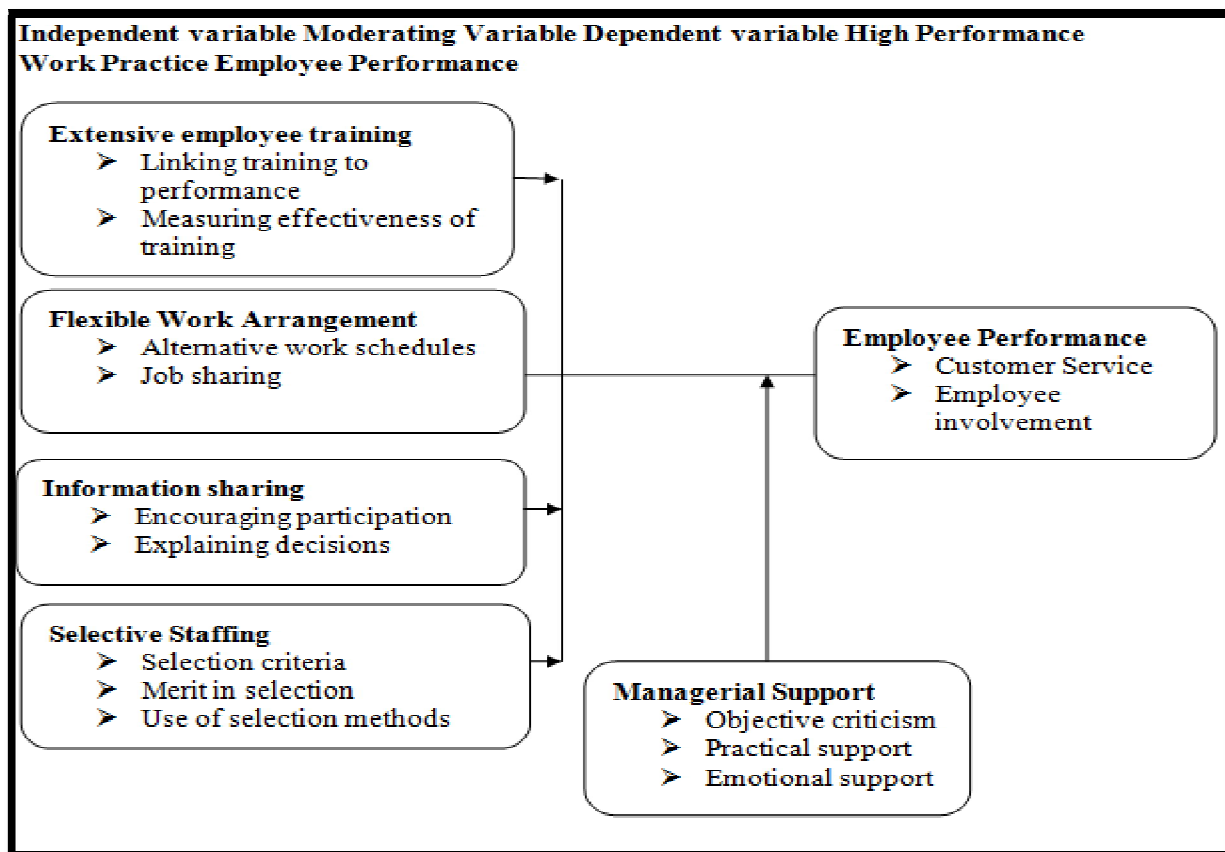 Independent variable Moderating Variable Dependent variable High Performance
Work Practice Employee Performance
Extensive employee training
➢ Linking training to
performance
➢ Measuring effectiveness of
training
Flexible Work Arrangement
➢ Alternative work schedules
➢ Job sharing
Information sharing
➢ Encouraging participation
➢ Explaining decisions
Selective Staffing
➢ Selection criteria
➢ Merit in selection
➢ Use of selection methods
Employee Performance
➢ Customer Service
➢ Employee
involvement
Managerial Support
➢ Objective criticism
➢ Practical support
➢ Emotional support